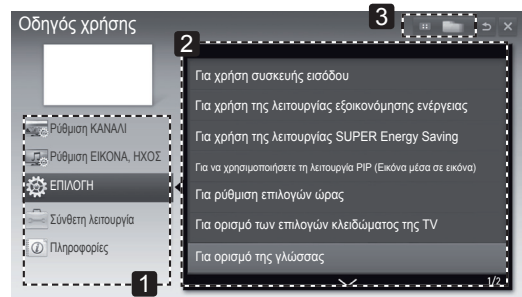 Οδηγός χρήσης
3
2
Ρύθμιση ΚΑΝΑΛΙ
Ρύθμιση ΕΙΚΟΝΑ, ΗΧΟΣ
ΕΠΙΛΟΓΗ
Σύνθετη λειτουργία
Πληροφορίες
1
Για χρήση συσκευής εισόδου
Για χρήση της λειτουργίας εξοικονόμησης ενέργειας
Για χρήση της λειτουργίας SUPER Energy Saving
Για να χρησιμοποιήσετε τη λειτουργία PIP (Εικόνα μέσα σε εικόνα)
Για ρύθμιση επιλογών ώρας
Για ορισμό των επιλογών κλειδώματος της TV
Για ορισμό της γλώσσας
1/2